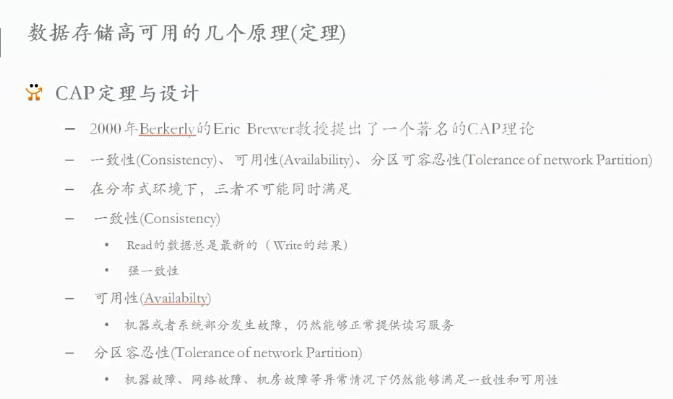 数据存储高可用的几个原理(定理)
CAP定理与设计
– 2000年Berkerly的Eric Brewer教授提出了一个著名的CAP理论
– 一致性(Consistency)、可用性(Availability)、分区可容忍性(Tolerance of network Partition)
– 在分布式环境下，三者不可能同时满足
– 一致性(Consistency)
• Read的数据总是最新的（Write的结果）
• 强一致性
– 可用性(Availabilty)
• 机器或者系统部分发生故障，仍然能够正常提供读写服务
– 分区容忍性(Tolerance of network Partition)
• 机器故障、网络故障、机房故障等异常情况下仍然能够满足一致性和可用性